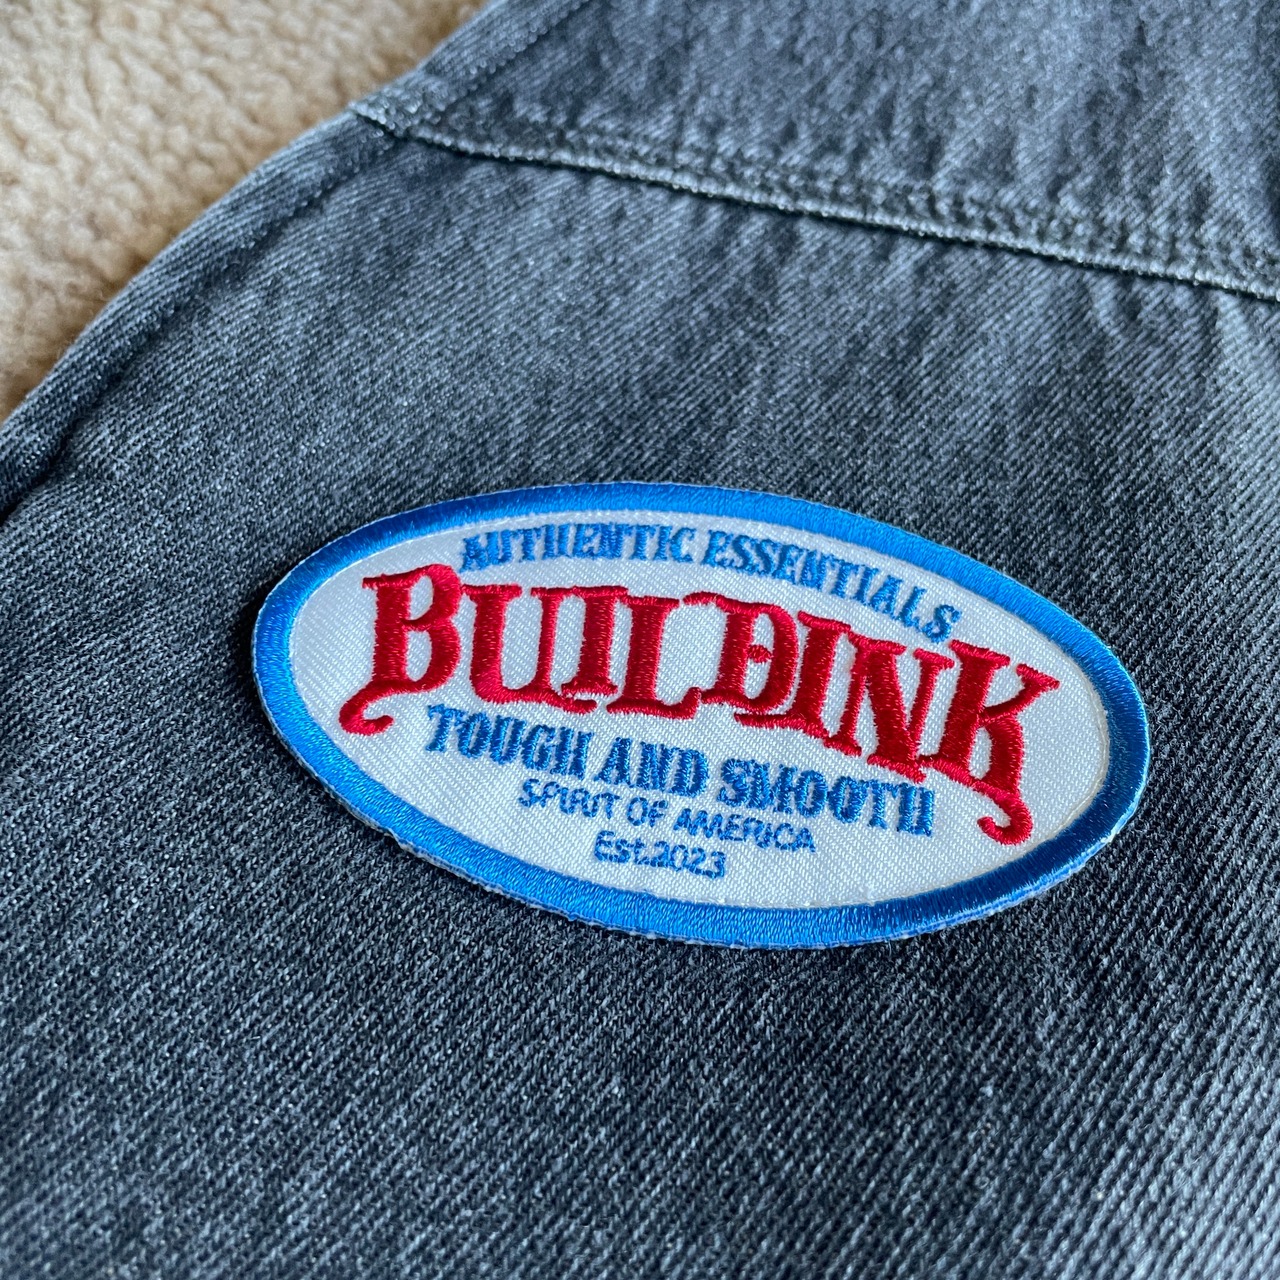 AUTHENTIC ESSENTIALS
BUILDINK
TOUGH AND SMOOTH
SPIRIT OF AMERICA
Est.2023